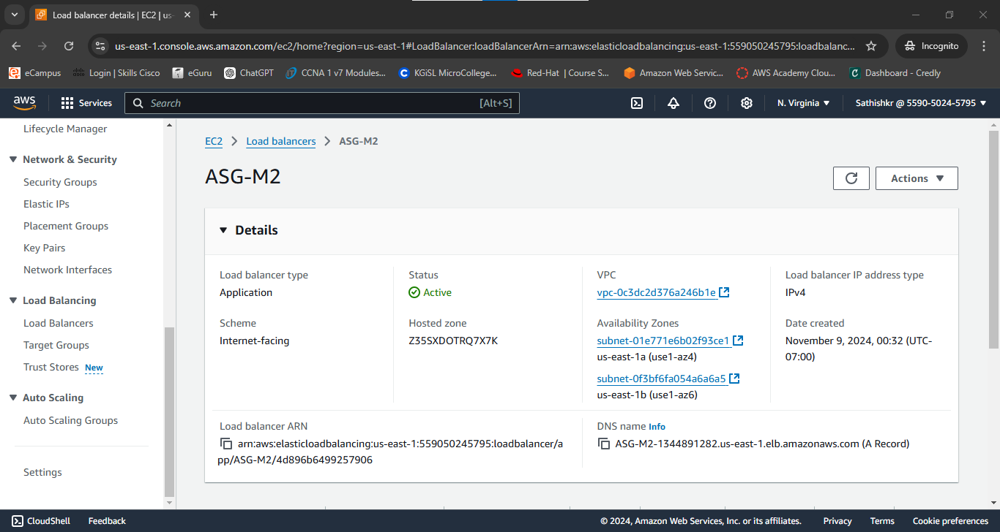 Load balancer details | EC2 | us-
us-east-1.console.aws.amazon.com/ec2/home?region=us-east-1#LoadBalancer:loadBalancerArn=arn:aws:elasticloadbalancing:us-east-1:559050245795:loadbalanc...
Incognito
eCampus
Login | Skills Cisco
eGuru
ChatGPT
CCNA 1 v7 Modules...
KGiSL MicroCollege...
Red-Hat | Course S...
Amazon Web Servic...
AWS Academy Clou...
Dashboard - Credly
aws
Services
Search
[Alt+S]
N. Virginia
Sathishkr @ 5590-5024-5795
Lifecycle Manager
Network & Security
Security Groups
Elastic IPs
Placement Groups
Key Pairs
Network Interfaces
Load Balancing
Load Balancers
Target Groups
Trust Stores New
Auto Scaling
Auto Scaling Groups
Settings
EC2 > Load balancers > ASG-M2
ASG-M2
Actions
Details
Load balancer type
Application
Status
Active
VPC
vpc-0c3dc2d376a246b1e
Load balancer IP address type
IPv4
Scheme
Internet-facing
Hosted zone
Z35SXDOTRQ7X7K
Availability Zones
subnet-01e771e6b02f93ce1
us-east-1a (use1-az4)
subnet-0f3bf6fa054a6a6a5
us-east-1b (use1-az6)
Date created
November 9, 2024, 00:32 (UTC-
07:00)
Load balancer ARN
arn:aws:elasticloadbalancing:us-east-1:559050245795:loadbalancer/a
pp/ASG-M2/4d896b6499257906
DNS name Info
ASG-M2-1344891282.us-east-1.elb.amazonaws.com (A Record)
CloudShell
Feedback
© 2024, Amazon Web Services, Inc. or its affiliates.
Privacy
Terms
Cookie preferences